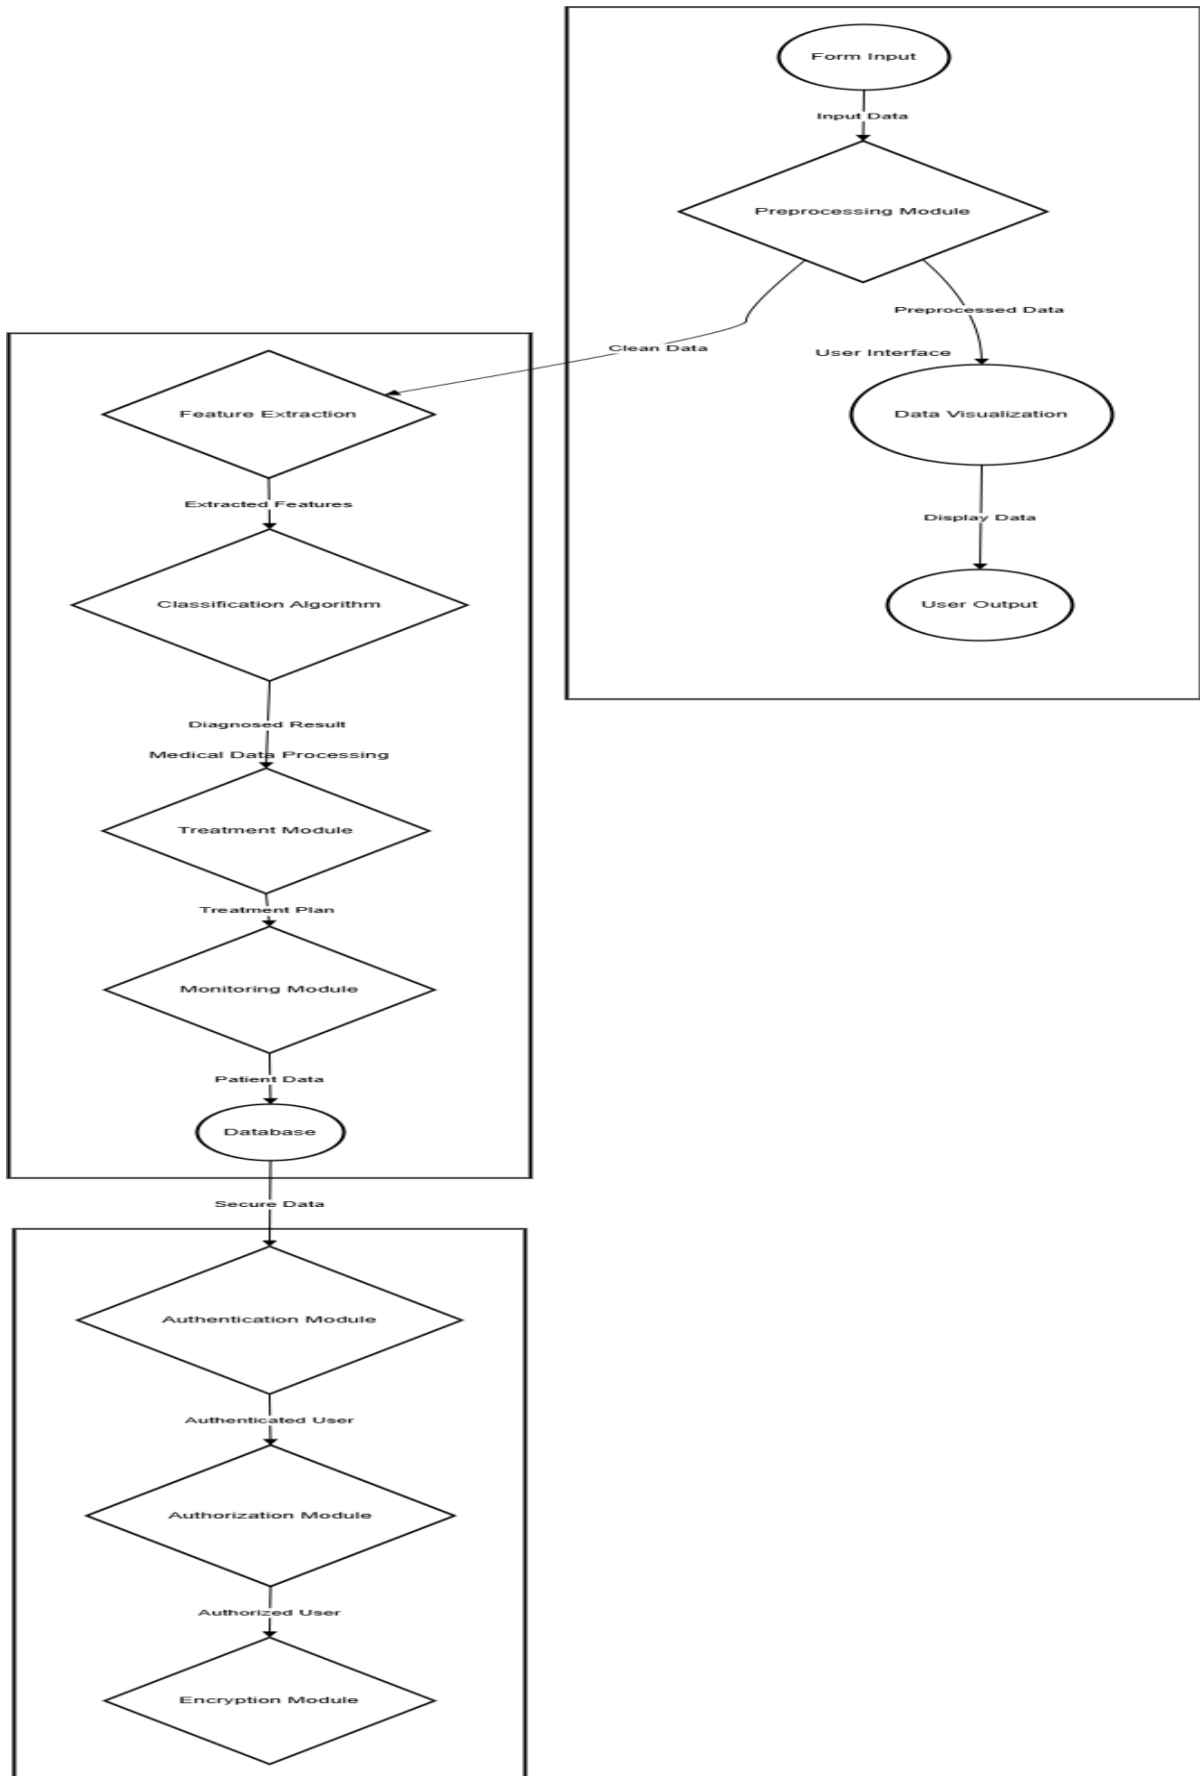 Form Input
Input Data
Preprocessing Module
Preprocessed Data
Clean Data
User Interface
Data Visualization
Display Data
User Output
Feature Extraction
Extracted Features
Classification Algorithm
Diagnosed Result
Medical Data Processing
Treatment Module
Treatment Plan
Monitoring Module
Patient Data
Database
Secure Data
Authentication Module
Authenticated User
Authorization Module
Authorized User
Encryption Module